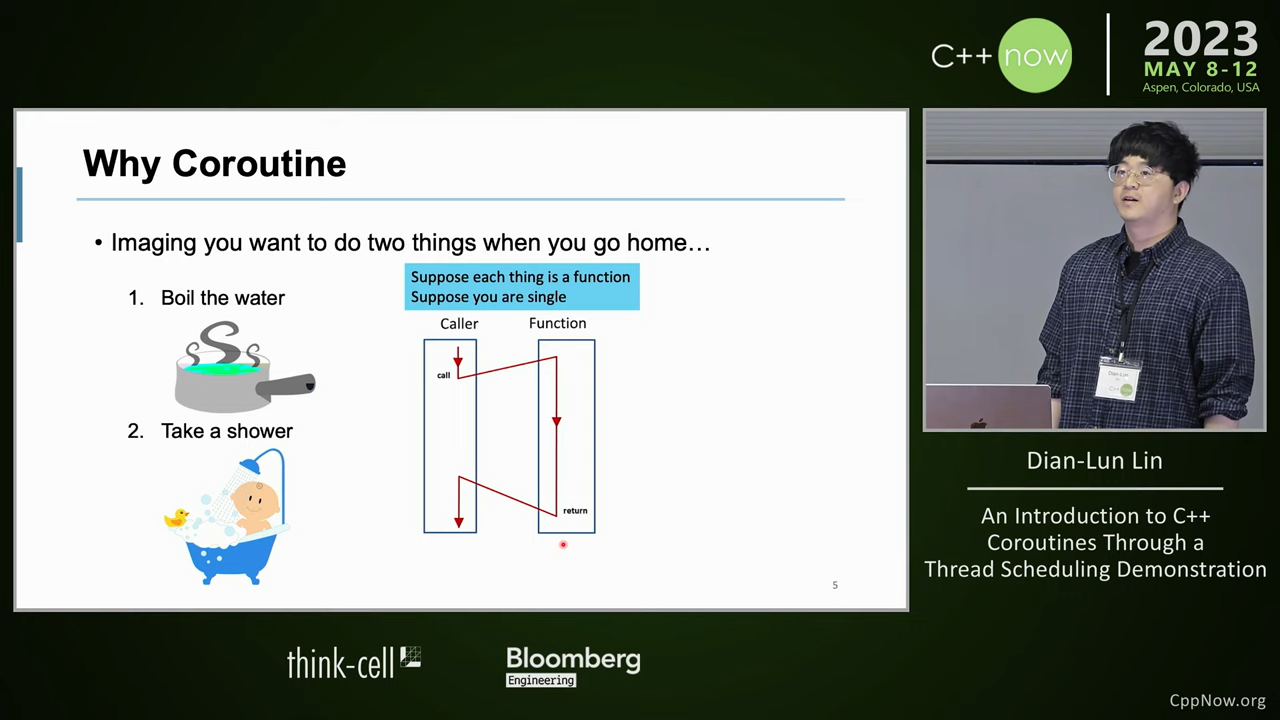 C++ now
2023
MAY 8-12
Aspen, Colorado, USA
Why Coroutine
• Imaging you want to do two things when you go home…
1. Boil the water
2. Take a shower
Suppose each thing is a function
Suppose you are single
Caller
Function
call
return
5
Dian-Lun
C++
Dian-Lun Lin
An Introduction to C++
Coroutines Through a
Thread Scheduling Demonstration
think-cell
Bloomberg
Engineering
CppNow.org